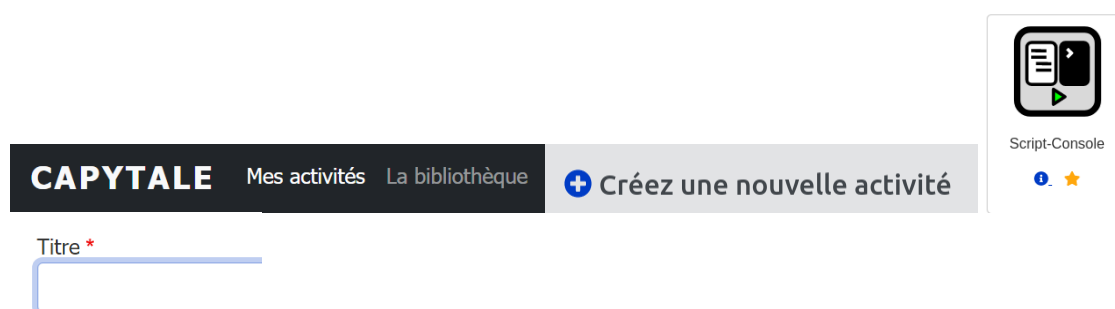 CAPYTALE Mes activités La bibliothèque Créez une nouvelle activité
Script-Console
Titre *